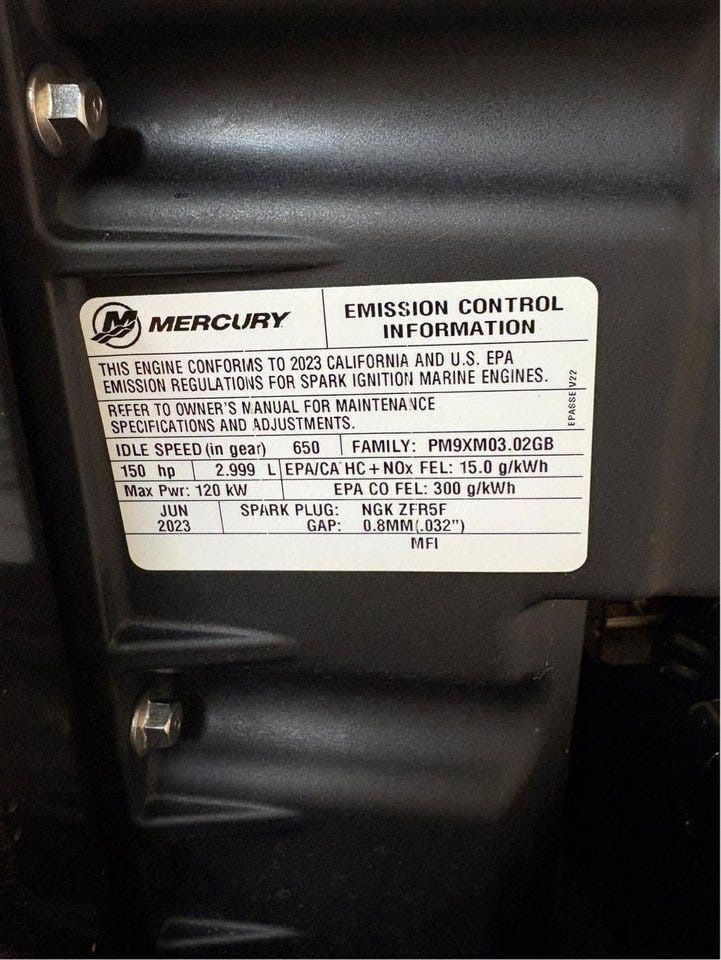 MERCURY
EMISSION CONTROL
INFORMATION
THIS ENGINE CONFORMS TO 2023 CALIFORNIA AND U.S. EPA
EMISSION REGULATIONS FOR SPARK IGNITION MARINE ENGINES.
REFER TO OWNER'S MANUAL FOR MAINTENANCE
SPECIFICATIONS AND ADJUSTMENTS.
EPASSE V22
IDLE SPEED (in gear) 650 FAMILY: PM9XM03.02GB
150 hp 2.999 L EPA/CA HC + NOx FEL: 15.0 g/kWh
Max Pwr: 120 kW EPA CO FEL: 300 g/kWh
JUN SPARK PLUG: NGK ZFR5F
2023 GAP: 0.8MM(.032")
MFI